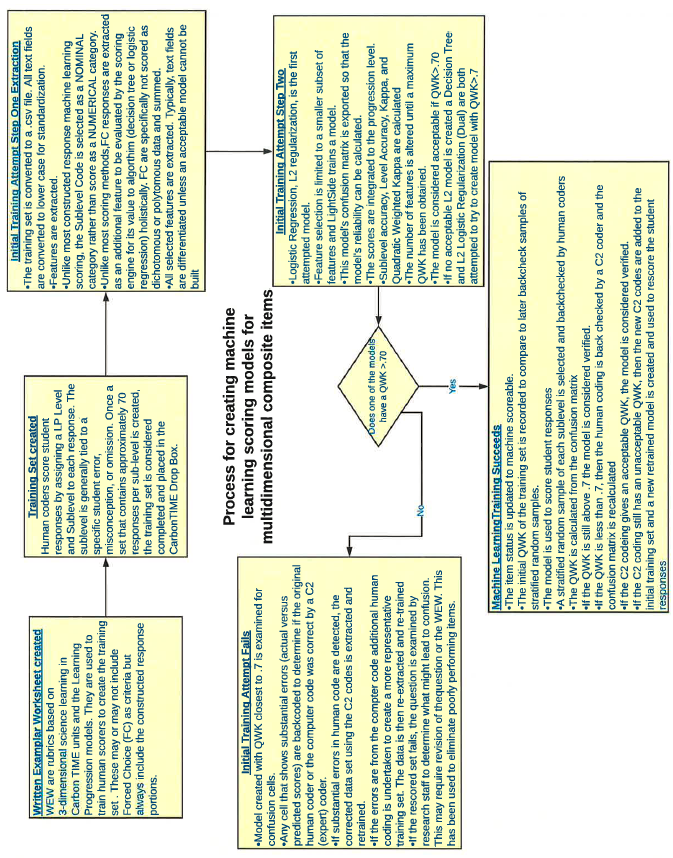 Process for creating machine
learning scoring models for
multidimensional composite items
Written Examplar Worksheet created
WEW are rubrics based on
3-dimensional science learning in
Carbon TIME units and the Learning
Progression models. They are used to
train human scorers to create the training
set . These may or may not include
Forced Choice (FC) as criteria but
always include the constructed response
portions.
Training Set created
Human coders score student
responses by assigning a LP Level
and Sublevel to each response. The
sublevel is generally tied to a
specific student error,
misconception, or omission. Once a
set that contains approximately 70
responses per sub-level is created,
the training set is considered
completed and placed in the
CarbonTIME Drop Box.
Initial Training Attempt Step One Extraction
•The training set is converted to a .csv file. All text fields
are converted to lower case for standardization.
•Features are extracted.
•Unlike most constructed response machine learning
scoring, the Sublevel Code is selected as a NOMINAL
category rather than score as a NUMERICAL category.
•Unlike most scoring methods,FC responses are extracted
as an additional feature to be evaluated by the scoring
engine for its value to algorthim (decision tree or logistic
regression) holistically. FC are specifically not scored as
dichotomous or polytomous data and summed.
•All selected features are extracted. Typically, text fields
are not differentiated unless an acceptable model cannot be
built
Initial Training Attempt Step Two
•Logistic Regression, L2 regularization, is the first
attempted model.
•Feature selection is limited to a smaller subset of
features and LightSide trains a model.
•This model's confusion matrix is exported so that the
model's reliability can be calculated.
•The scores are integrated to the progression level.
•Sublevel accuracy, Level Accuracy, Kappa, and
Quadratic Weighted Kappa are calculated
•The number of features is altered until a maximum
QWK has been obtained.
•The model is considered acceptable if QWK>.70
•If no acceptable L2 model is created a Decision Tree
and L2 Logistic Regularization (Dual) are both
attempted to try to create model with QWK>.7
Does one of the models
have a QWK >.70
No
Yes
Initial Training Attempt Fails
•Model created with QWK closest to .7 is examined for
confusion cells.
•Any cell that shows substantial errors (actual versus
predicted scores) are backcoded to determine if the original
human coder or the computer code was correct by a C2
(expert) coder.
•If substantial errors in human code are detected, the
corrected data set using the C2 codes is extracted and
retrained.
•If the errors are from the compter code additional human
coding is undertaken to create a more representative
training set. The data is then re-extracted and re-trained
•If the rescored set fails, the question is examined by
research staff to determine what might lead to confusion.
This may require revision of thequestion or the WEW. This
has been used to eliminate poorly performing items.
Machine LearningTraining Succeeds
•The item status is updated to machine scoreable.
•The initial QWK of the training set is recorded to compare to later backcheck samples of
stratified random samples.
•The model is used to score student responses
•A stratified random sample of each sublevel is selected and backchecked by human coders
•The QWK is calculated from the confusion matrix
•If the QWK is still above .7 the model is considered verified.
•If the QWK is less than .7, then the human coding is back checked by a C2 coder and the
confusion matrix is recalculated
•If the C2 codeing gives an acceptable QWK, the model is considered verified.
•If the C2 coding still has an unacceptable QWK, then the new C2 codes are added to the
initial training set and a new retrained model is created and used to rescore the student
responses